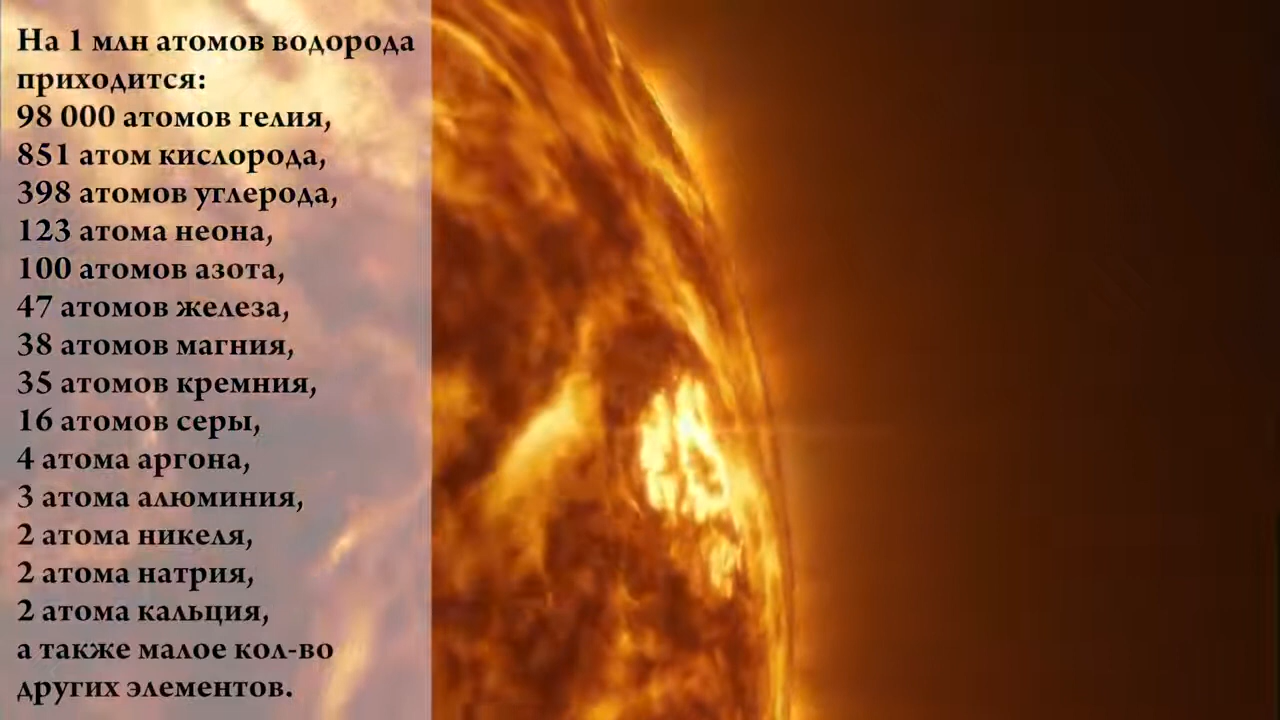 На 1 млн атомов водорода
приходится:
98 000 атомов гелия,
851 атом кислорода,
398 атомов углерода,
123 атома неона,
100 атомов азота,
47 атомов железа,
38 атомов магния,
35 атомов кремния,
16 атомов серы,
4 атома аргона,
3 атома алюминия,
2 атома никеля,
2 атома натрия,
2 атома кальция,
а также малое кол-во
других элементов.